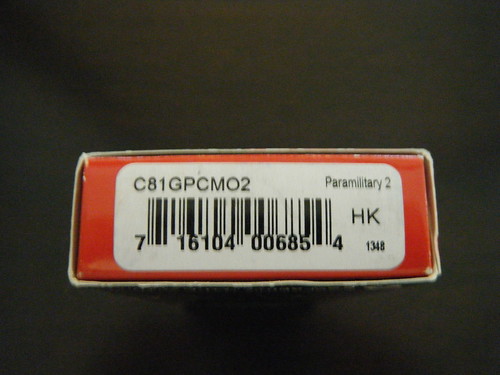 C81GPCMO2 Paramilitary 2
HK
7 16104 00685 4 1348